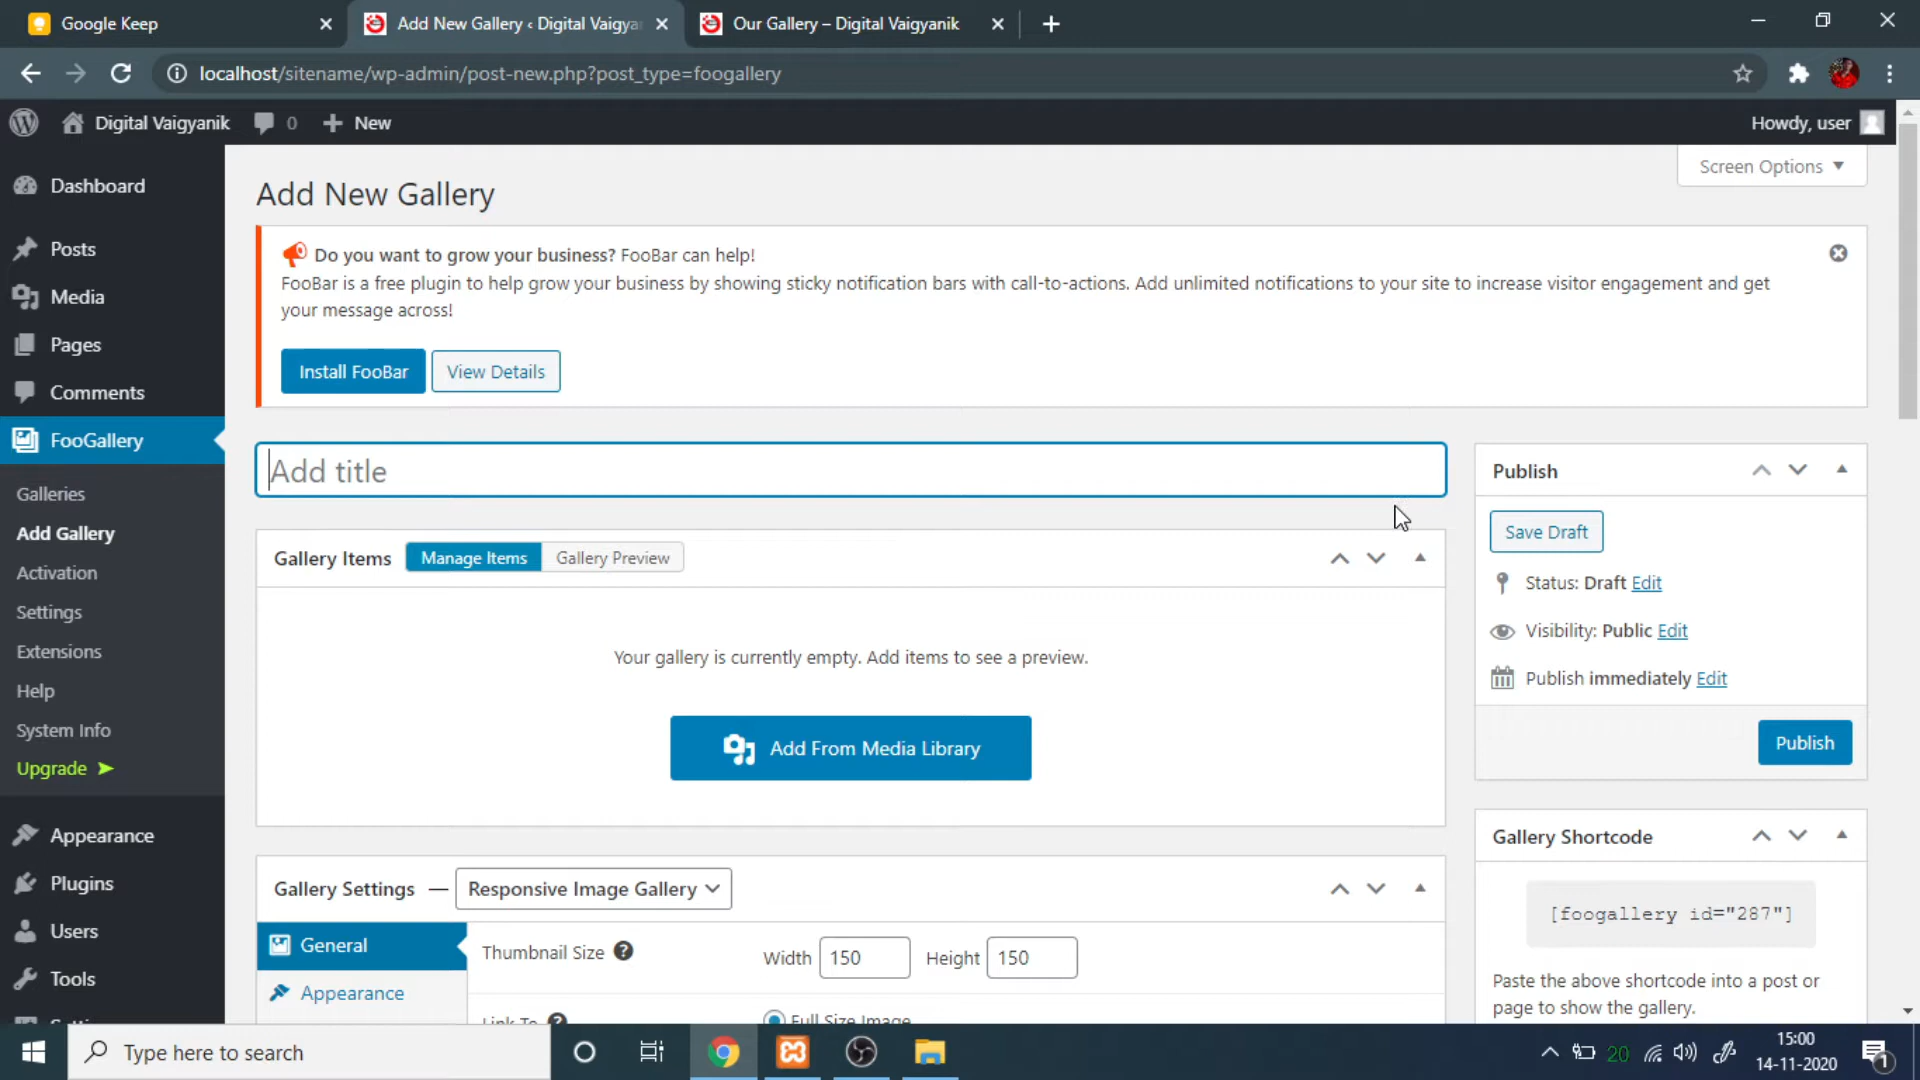 Google Keep
Add New Gallery ‹ Digital Vaigya
Our Gallery – Digital Vaigyanik
localhost/sitename/wp-admin/post-new.php?post_type=foogallery
Digital Vaigyanik
0
New
Howdy, user
Dashboard
Posts
Media
Pages
Comments
FooGallery
Galleries
Add Gallery
Activation
Settings
Extensions
Help
System Info
Upgrade ➤
Appearance
Plugins
Users
Tools
Screen Options
Add New Gallery
Do you want to grow your business? FooBar can help!
FooBar is a free plugin to help grow your business by showing sticky notification bars with call-to-actions. Add unlimited notifications to your site to increase visitor engagement and get
your message across!
Install FooBar
View Details
Add title
Gallery Items
Manage Items
Gallery Preview
Your gallery is currently empty. Add items to see a preview.
Add From Media Library
Gallery Settings —
Responsive Image Gallery
General
Appearance
Thumbnail Size
Width 150 Height 150
Link To
Full Size Image
Publish
Save Draft
Status: Draft Edit
Visibility: Public Edit
Publish immediately Edit
Publish
Gallery Shortcode
[foogallery id="287"]
Paste the above shortcode into a post or
page to show the gallery.
Type here to search
20
15:00
14-11-2020
1